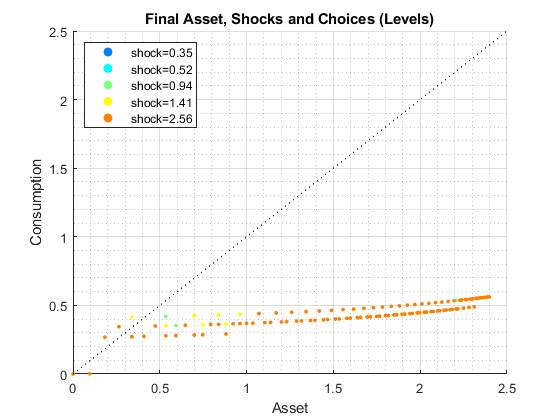 Final Asset, Shocks and Choices (Levels)
2.5
2
1.5
1
0.5
0
Consumption
shock=0.35
shock=0.52
shock=0.94
shock=1.41
shock=2.56
0 0.5 1 1.5 2 2.5
Asset